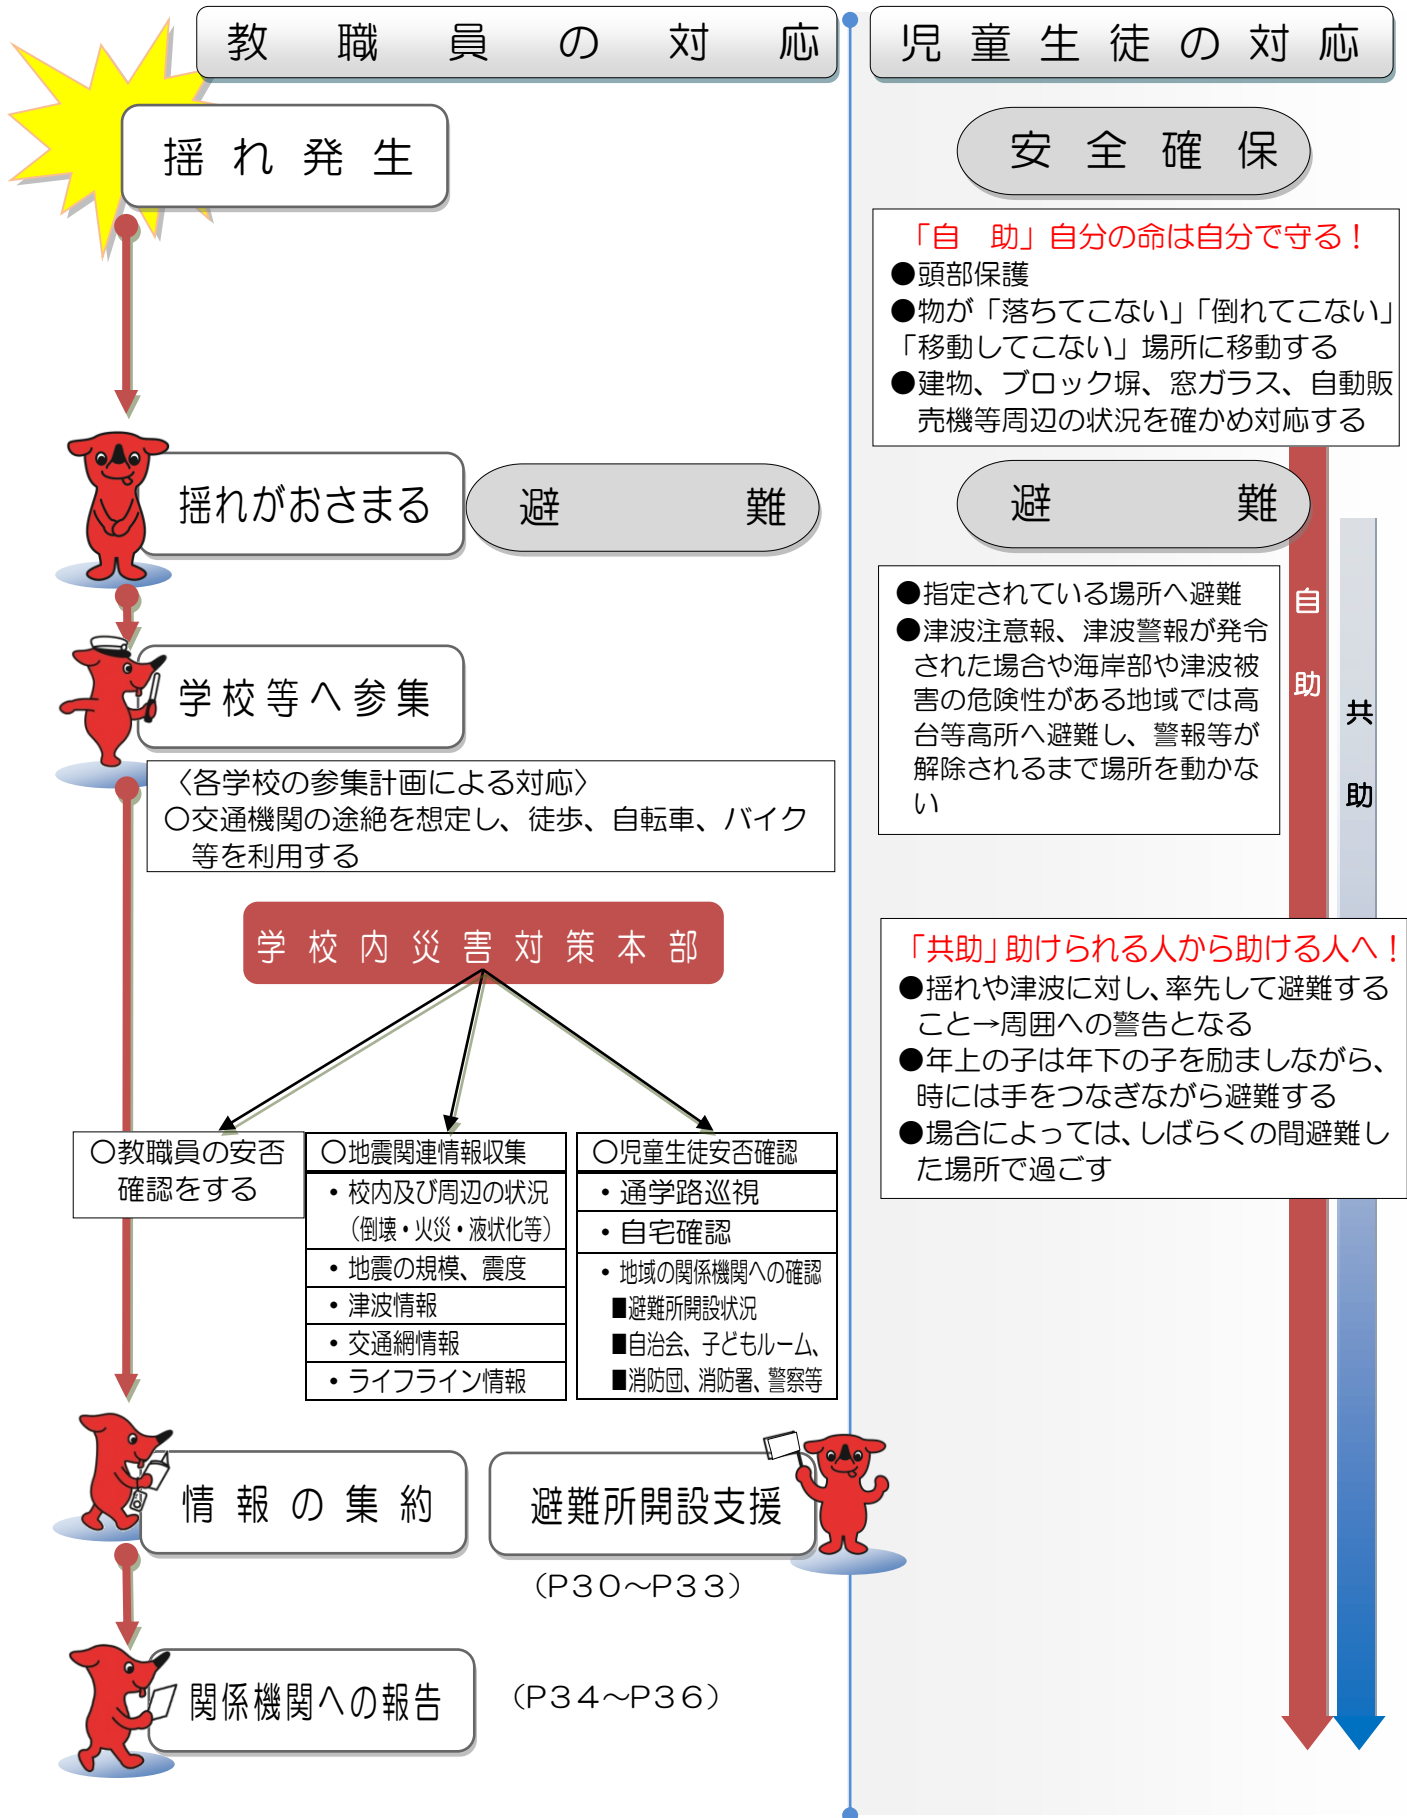 教職員の対応
揺れ発生
揺れがおさまる
避難
学校等へ参集
〈各学校の参集計画による対応〉
○交通機関の途絶を想定し、徒歩、自転車、バイク
等を利用する
学校内災害対策本部
○教職員の安否
確認をする
○地震関連情報収集
・校内及び周辺の状況
（倒壊・火災・液状化等）
・地震の規模、震度
・津波情報
・交通網情報
・ライフライン情報
○児童生徒安否確認
・通学路巡視
・自宅確認
・地域の関係機関への確認
■避難所開設状況
■自治会、子どもルーム、
■消防団、消防署、警察等
情報の集約
避難所開設支援
（P30～P33）
関係機関への報告
（P34～P36）
児童生徒の対応
安全確保
「自　助」自分の命は自分で守る！
●頭部保護
●物が「落ちてこない」「倒れてこない」
「移動してこない」場所に移動する
●建物、ブロック塀、窓ガラス、自動販
売機等周辺の状況を確かめ対応する
避難
●指定されている場所へ避難
●津波注意報、津波警報が発令
された場合や海岸部や津波被
害の危険性がある地域では高
台等高所へ避難し、警報等が
解除されるまで場所を動かな
い
自助
共助
「共助」助けられる人から助ける人へ！
●揺れや津波に対し、率先して避難する
こと→周囲への警告となる
●年上の子は年下の子を励ましながら、
時には手をつなぎながら避難する
●場合によっては、しばらくの間避難し
た場所で過ごす